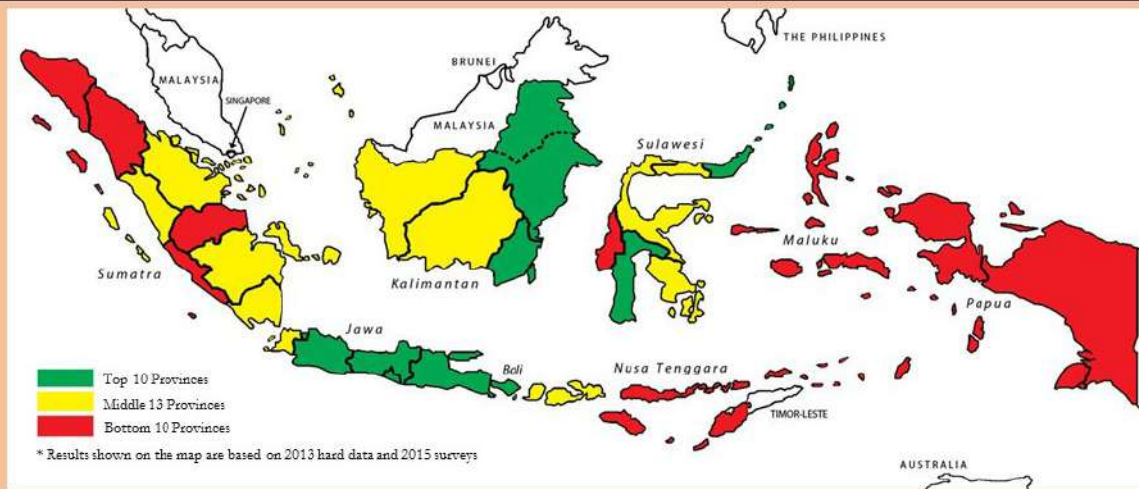 THE PHILIPPINES
BRUNEI
MALAYSIA
SINGAPORE
MALAYSIA
Sulawesi
Maluku
Sumatra
Kalimantan
Papua
Jawa
Bali
Nusa Tenggara
TIMOR-LESTE
AUSTRALIA
Top 10 Provinces
Middle 13 Provinces
Bottom 10 Provinces
* Results shown on the map are based on 2013 hard data and 2015 surveys